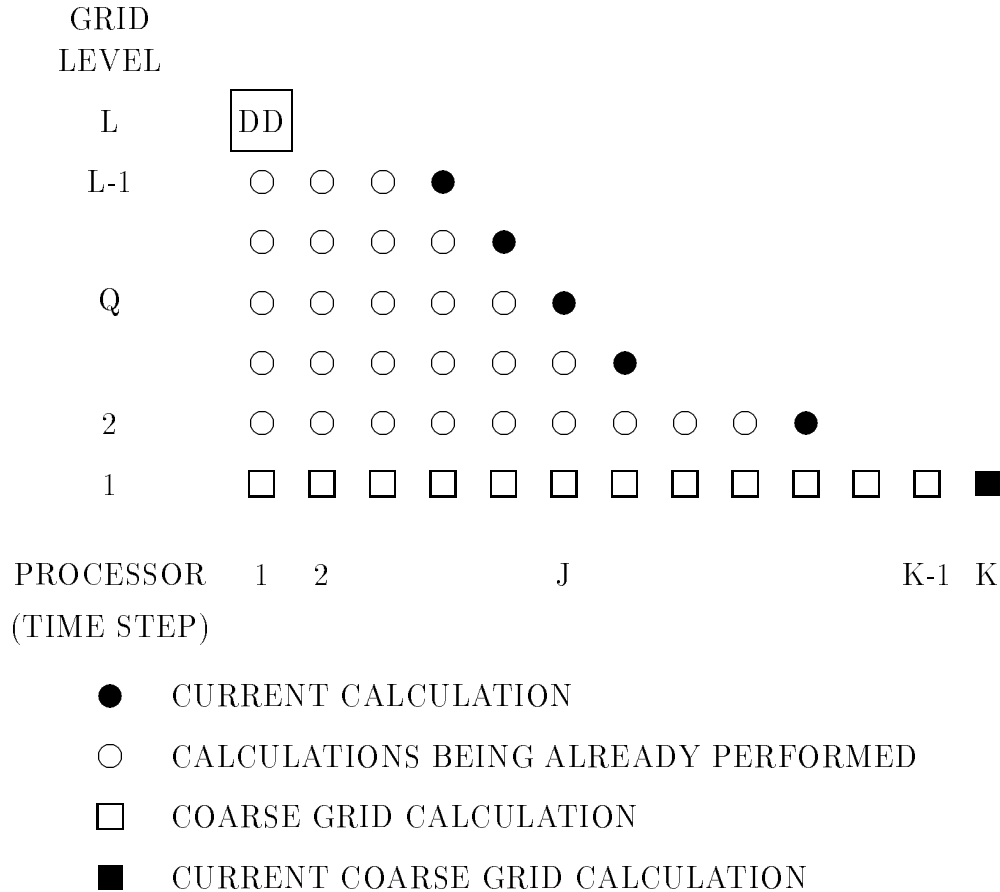 GRID
LEVEL
L DD
L-1
Q
2
1
PROCESSOR 1 2 J K-1 K
(TIME STEP)
CURRENT CALCULATION
CALCULATIONS BEING ALREADY PERFORMED
COARSE GRID CALCULATION
CURRENT COARSE GRID CALCULATION